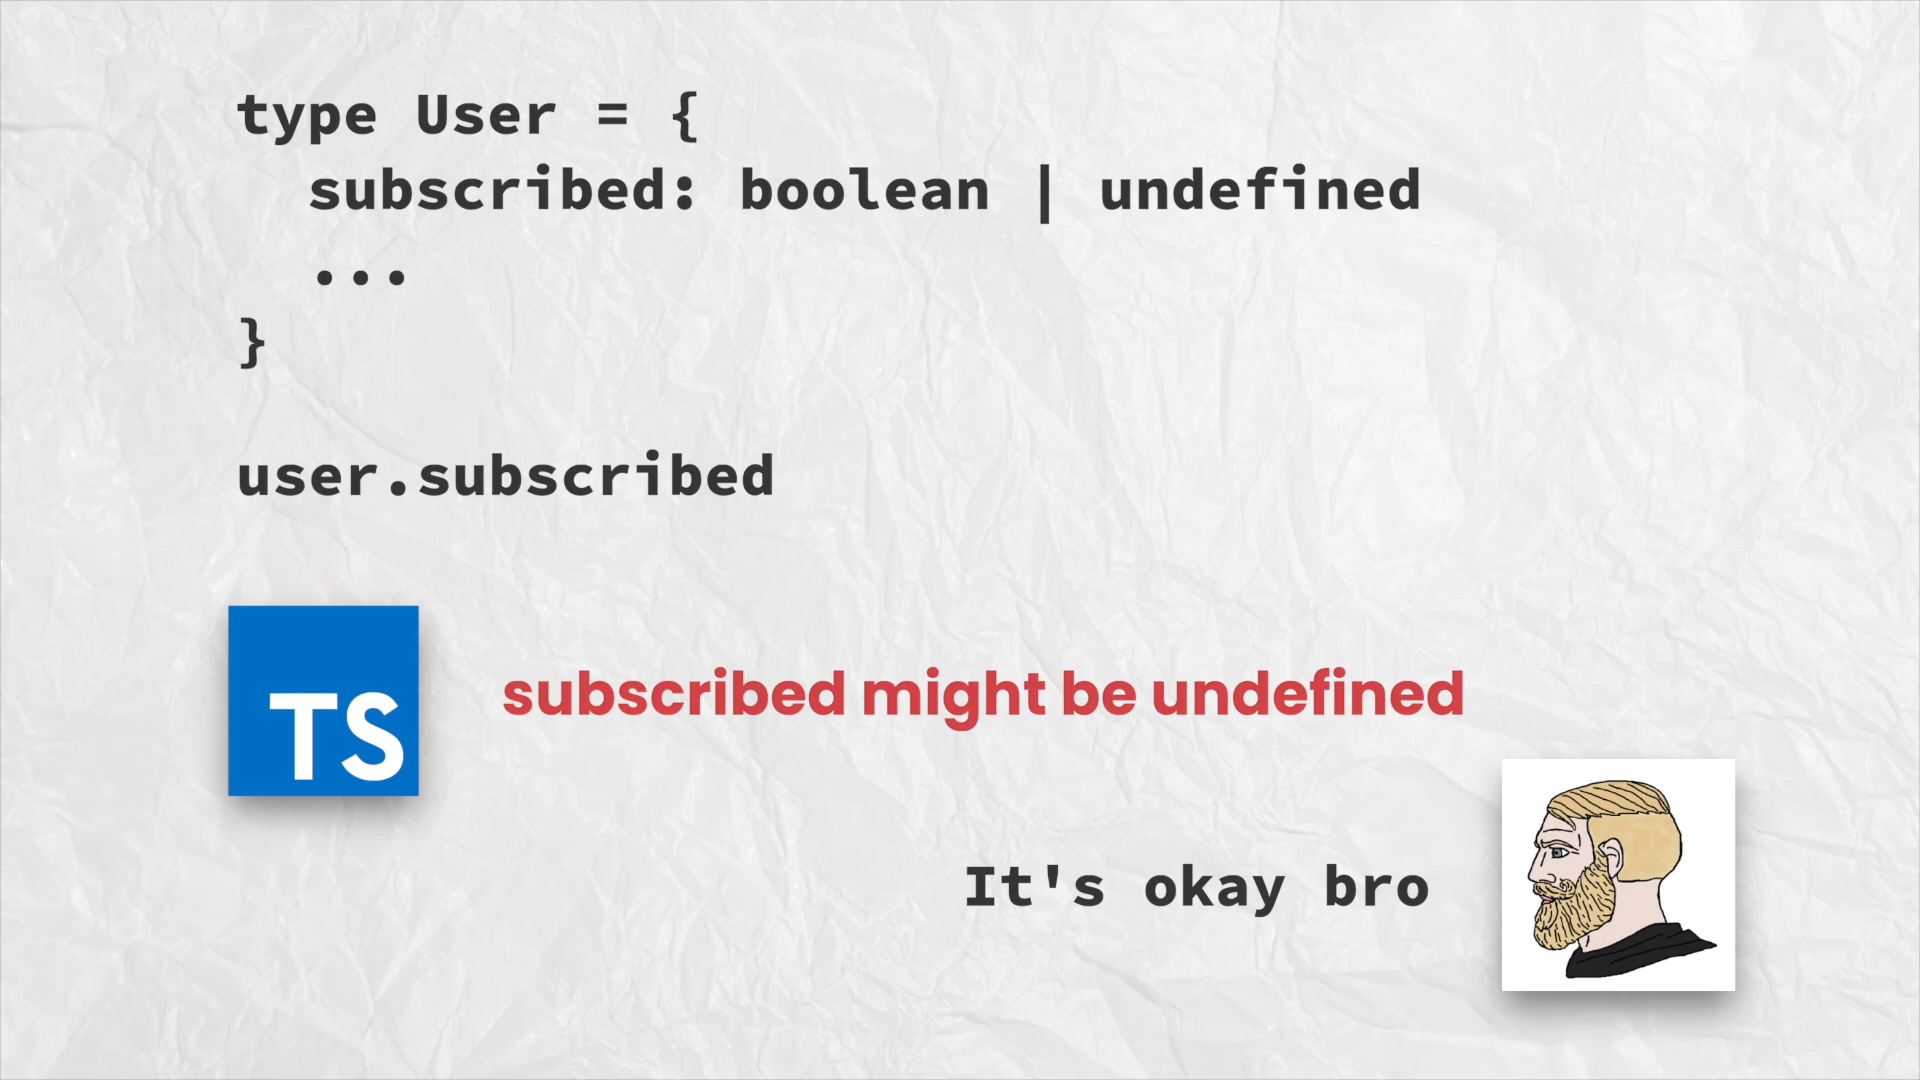 type User = {
  subscribed: boolean | undefined
  ...
}
user.subscribed
TS
subscribed might be undefined
It's okay bro